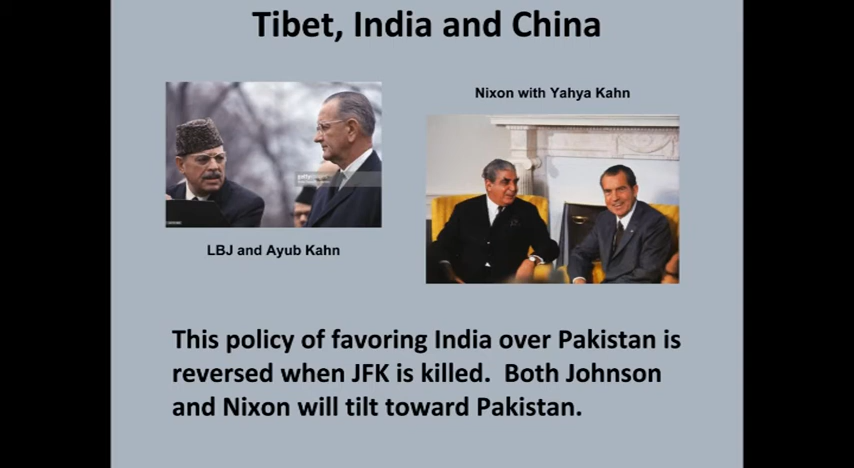 Tibet, India and China
Nixon with Yahya Kahn
LBJ and Ayub Kahn
This policy of favoring India over Pakistan is
reversed when JFK is killed.  Both Johnson
and Nixon will tilt toward Pakistan.